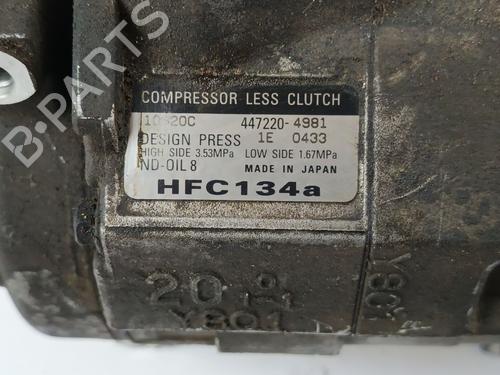 B-PARTS
COMPRESSOR LESS CLUTCH
447220-4981
DESIGN PRESS 1E 0433
HIGH SIDE 3.53MPa LOW SIDE 1.67MPa
ND-OIL 8 MADE IN JAPAN
HFC134a
20